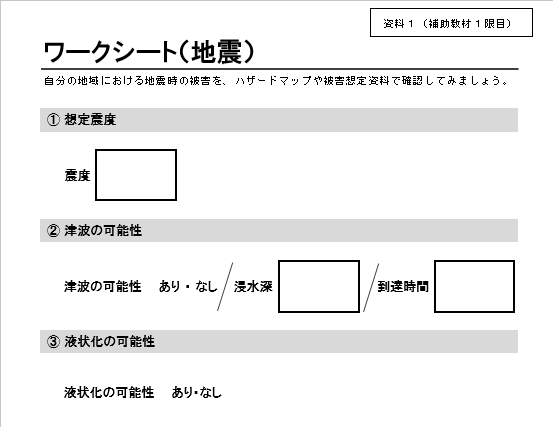 資料１（補助教材１限目）
ワークシート（地震）
自分の地域における地震時の被害を、ハザードマップや被害想定資料で確認してみましょう。
① 想定震度
震度
② 津波の可能性
津波の可能性　あり・なし／浸水深　／到達時間
③ 液状化の可能性
液状化の可能性　あり・なし